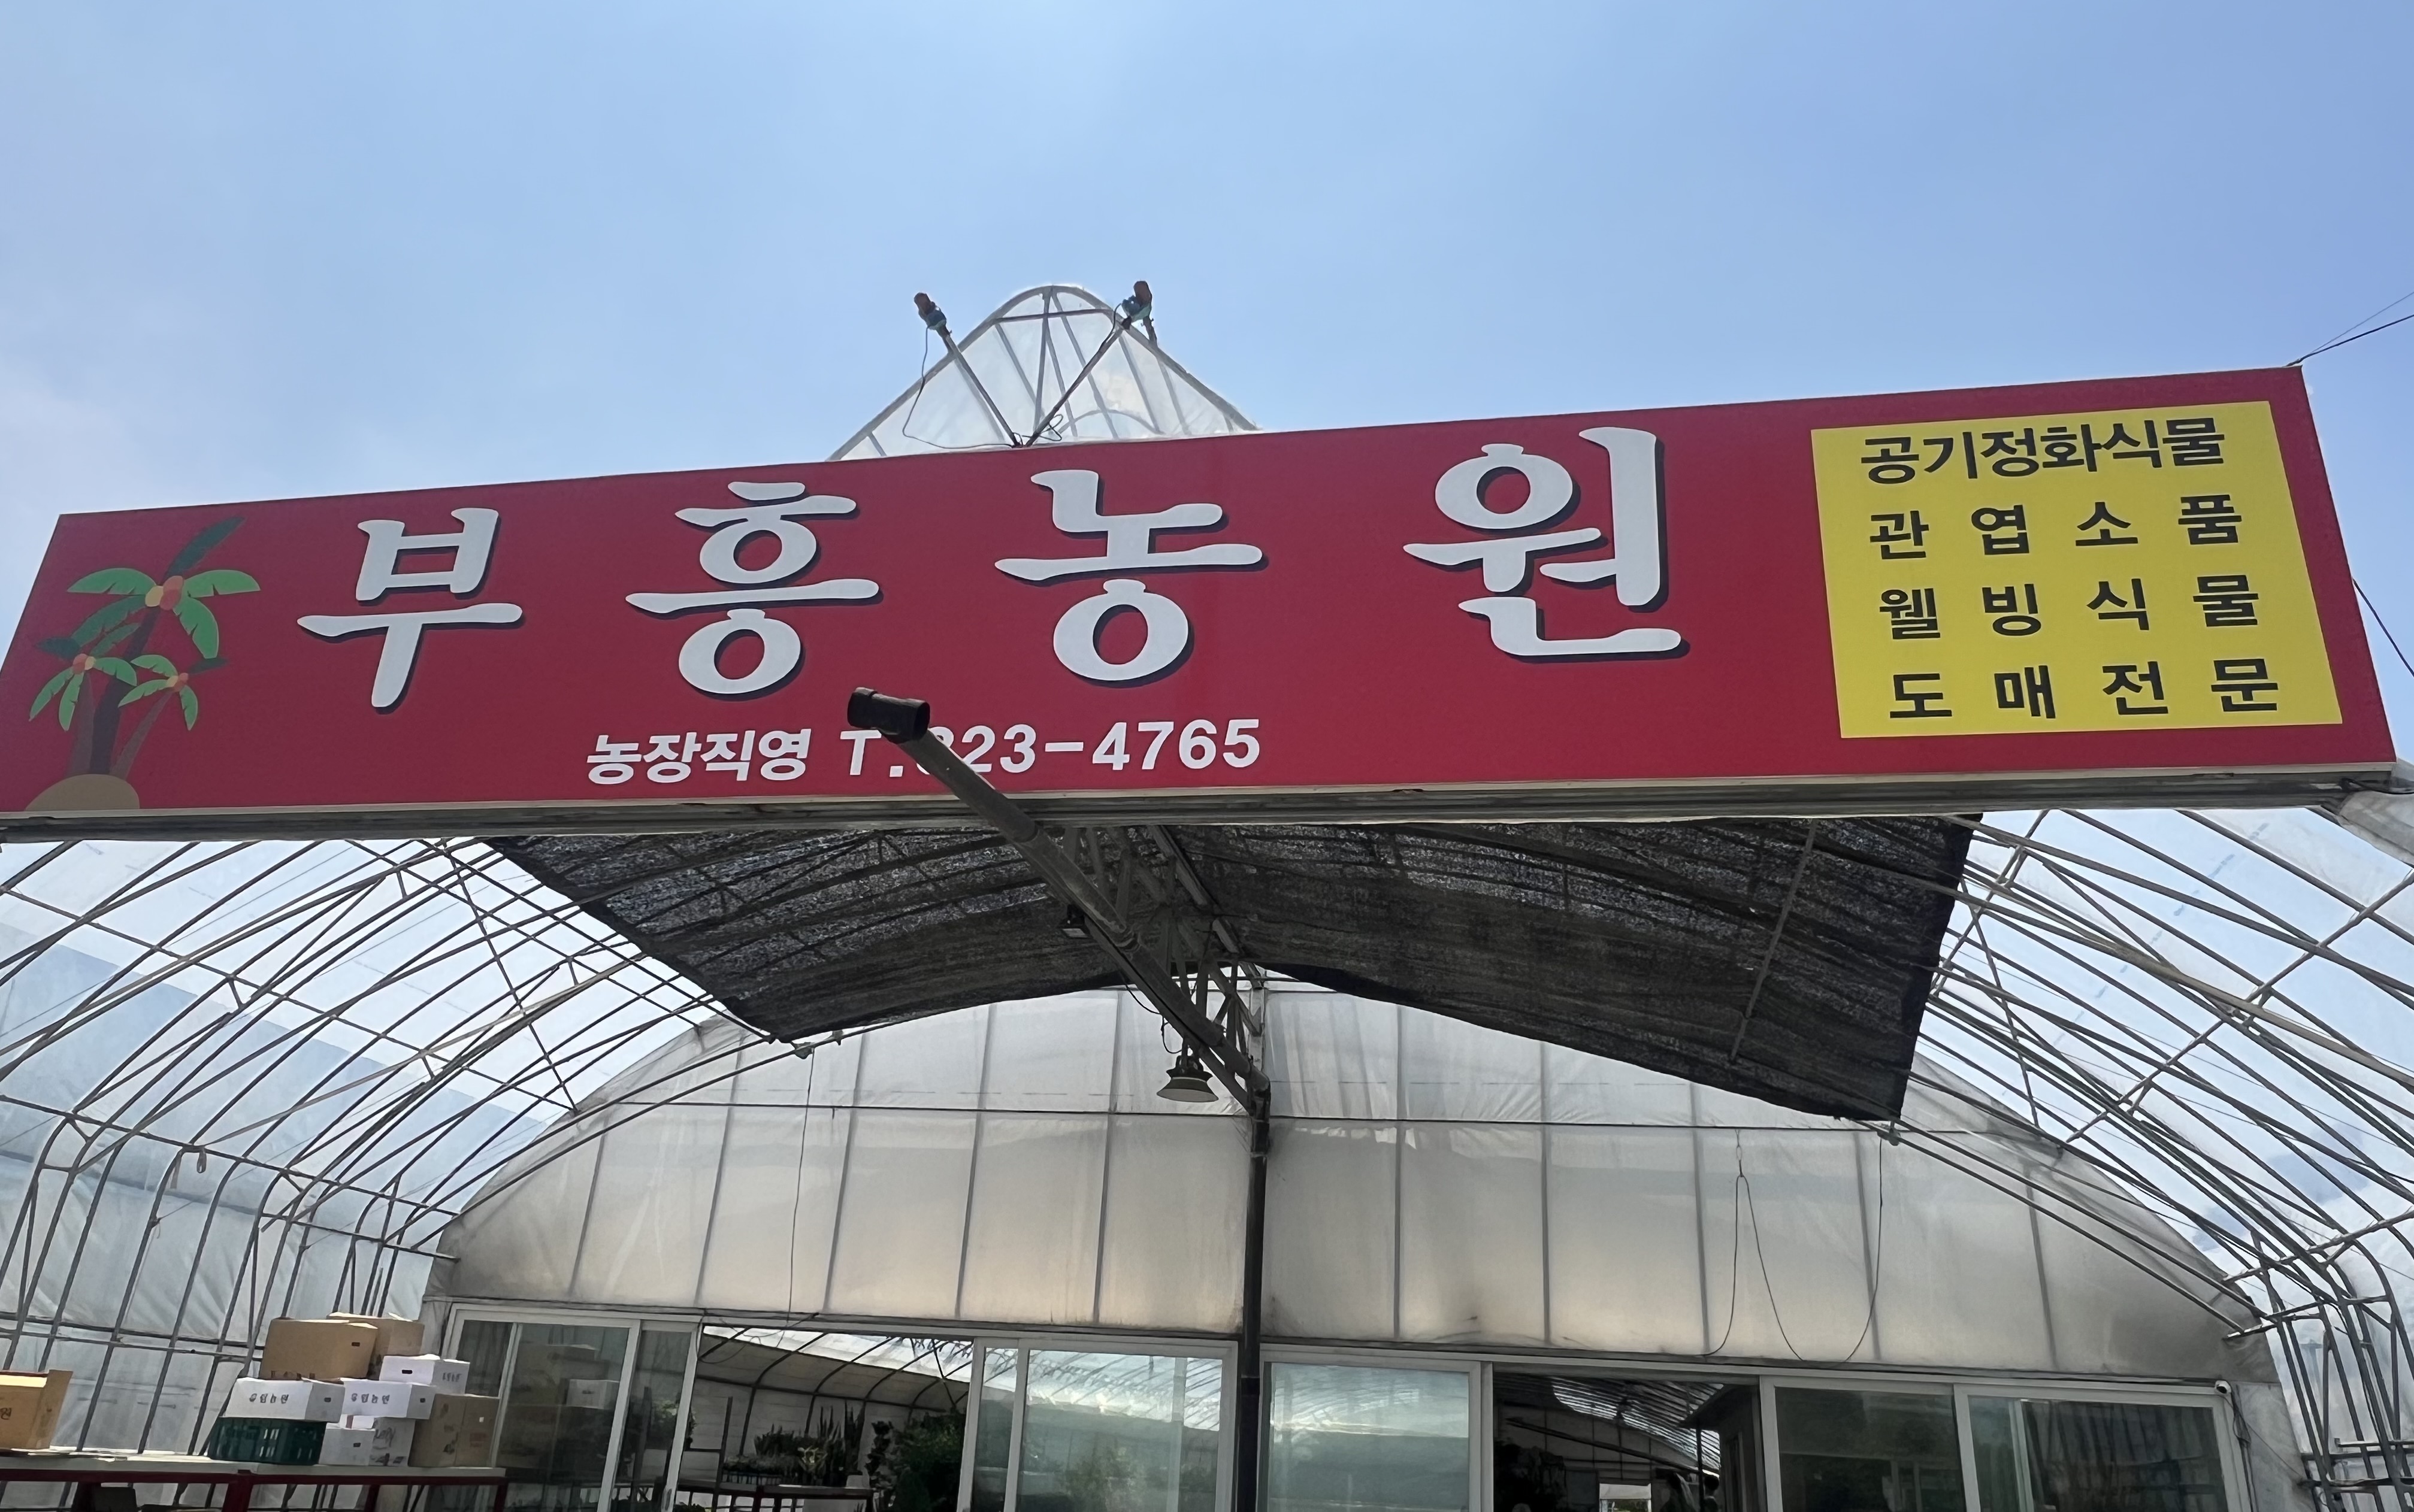 부흥농원
농장직영 T. 23-4765
공기정화식물
관엽소품
웰빙식물
도매전문